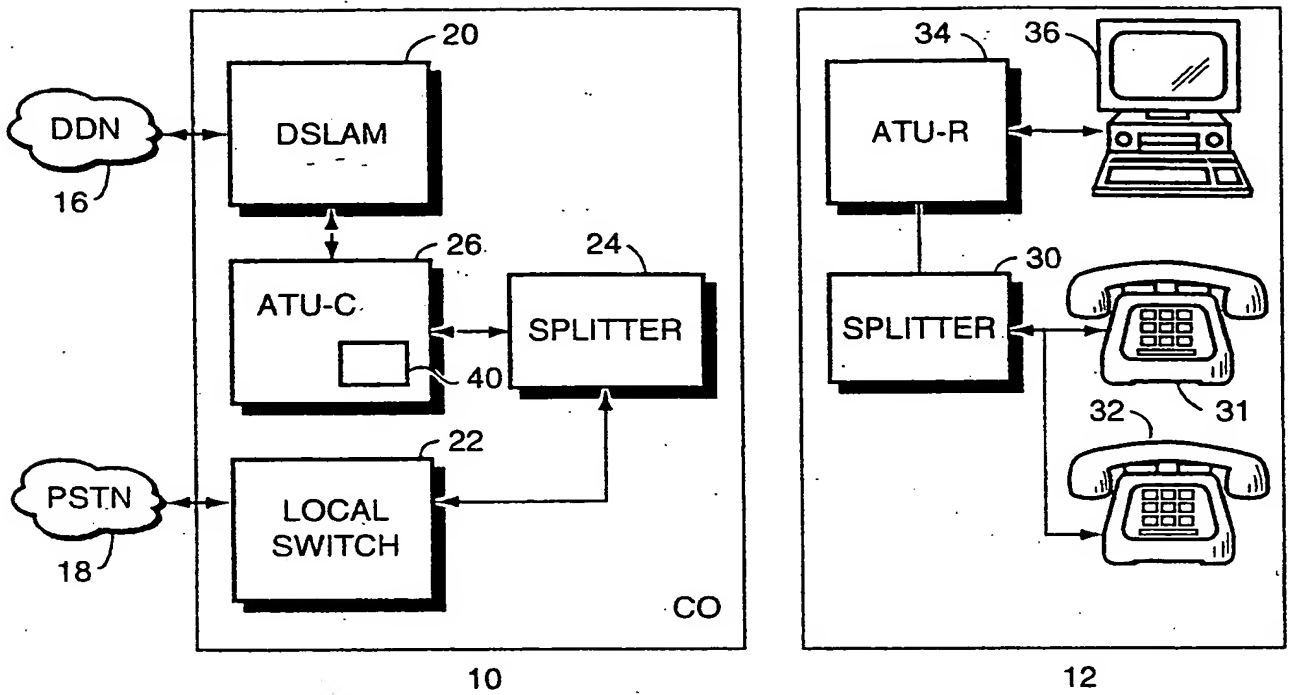 20
DDN
16
DSLAM
26
ATU-C
40
24
SPLITTER
22
PSTN
18
LOCAL
SWITCH
CO
10
34
36
ATU-R
30
SPLITTER
31
32
12